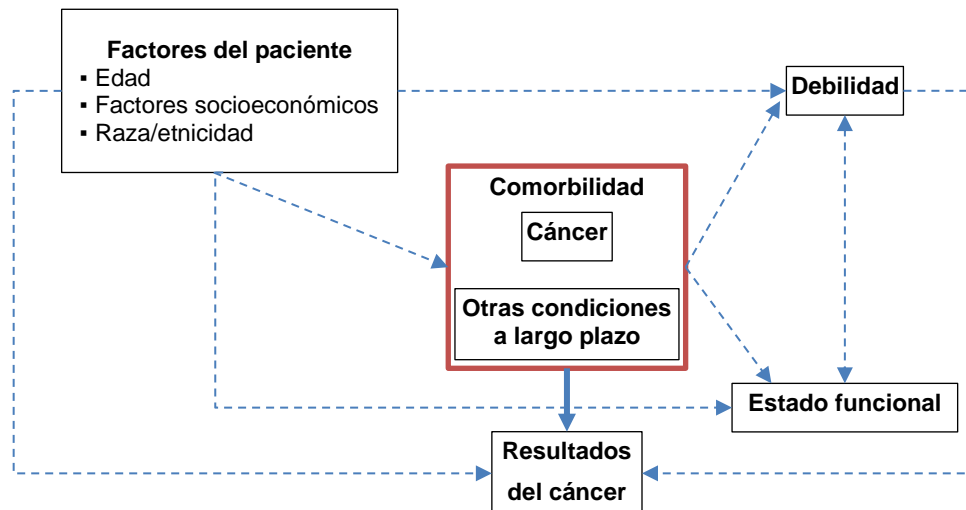 Factores del paciente
▪ Edad
▪ Factores socioeconómicos
▪ Raza/etnicidad
Debilidad
Comorbilidad
Cáncer
Otras condiciones
a largo plazo
Estado funcional
Resultados
del cáncer